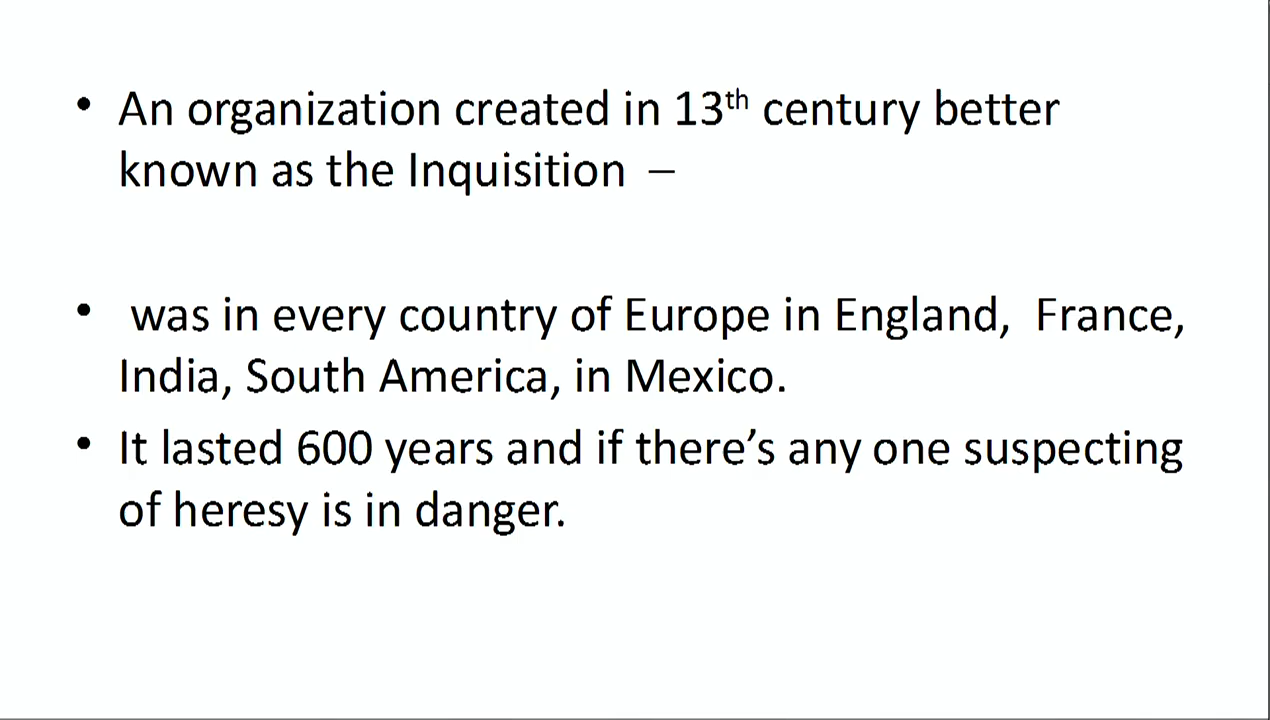 • An organization created in 13th century better
known as the Inquisition –
• was in every country of Europe in England, France,
India, South America, in Mexico.
• It lasted 600 years and if there’s any one suspecting
of heresy is in danger.